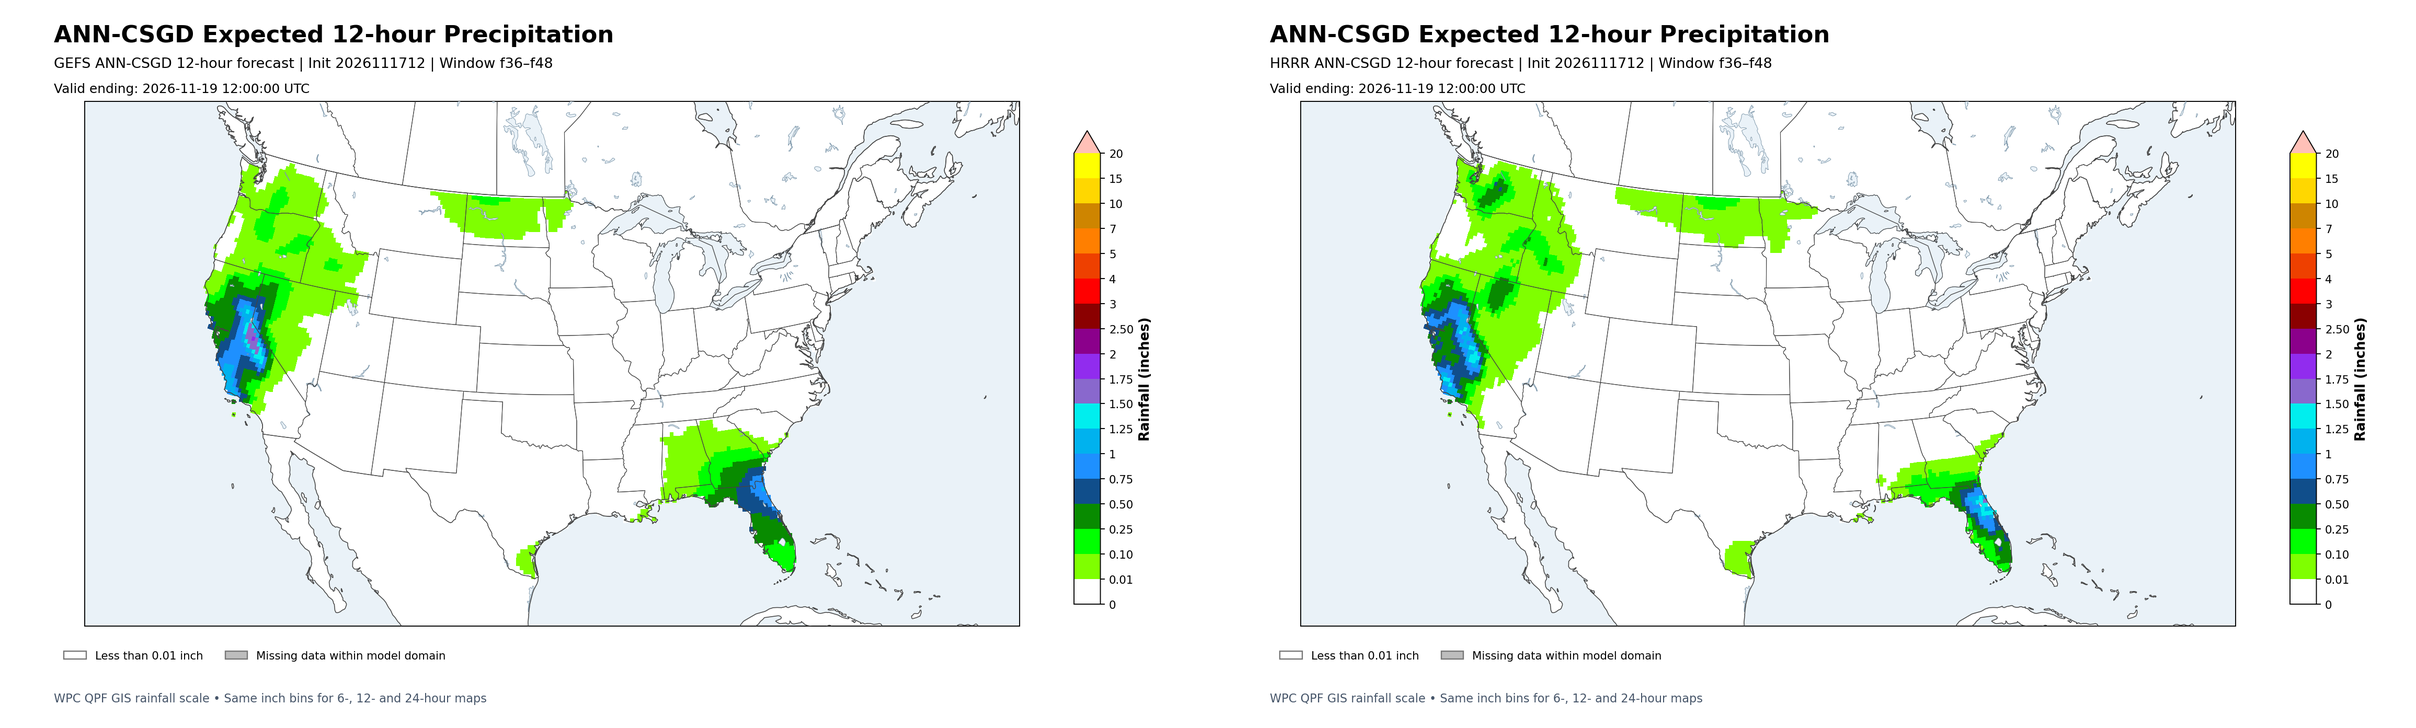 ANN-CSGD Expected 12-hour Precipitation
GEFS ANN-CSGD 12-hour forecast | Init 2026111712 | Window f36–f48
Valid ending: 2026-11-19 12:00:00 UTC
20
15
10
7
5
4
3
2.50
2
1.75
1.50
1.25
1
0.75
0.50
0.25
0.10
0.01
0
Rainfall (inches)
Less than 0.01 inch
Missing data within model domain
WPC QPF GIS rainfall scale • Same inch bins for 6-, 12- and 24-hour maps
ANN-CSGD Expected 12-hour Precipitation
HRRR ANN-CSGD 12-hour forecast | Init 2026111712 | Window f36–f48
Valid ending: 2026-11-19 12:00:00 UTC
20
15
10
7
5
4
3
2.50
2
1.75
1.50
1.25
1
0.75
0.50
0.25
0.10
0.01
0
Rainfall (inches)
Less than 0.01 inch
Missing data within model domain
WPC QPF GIS rainfall scale • Same inch bins for 6-, 12- and 24-hour maps